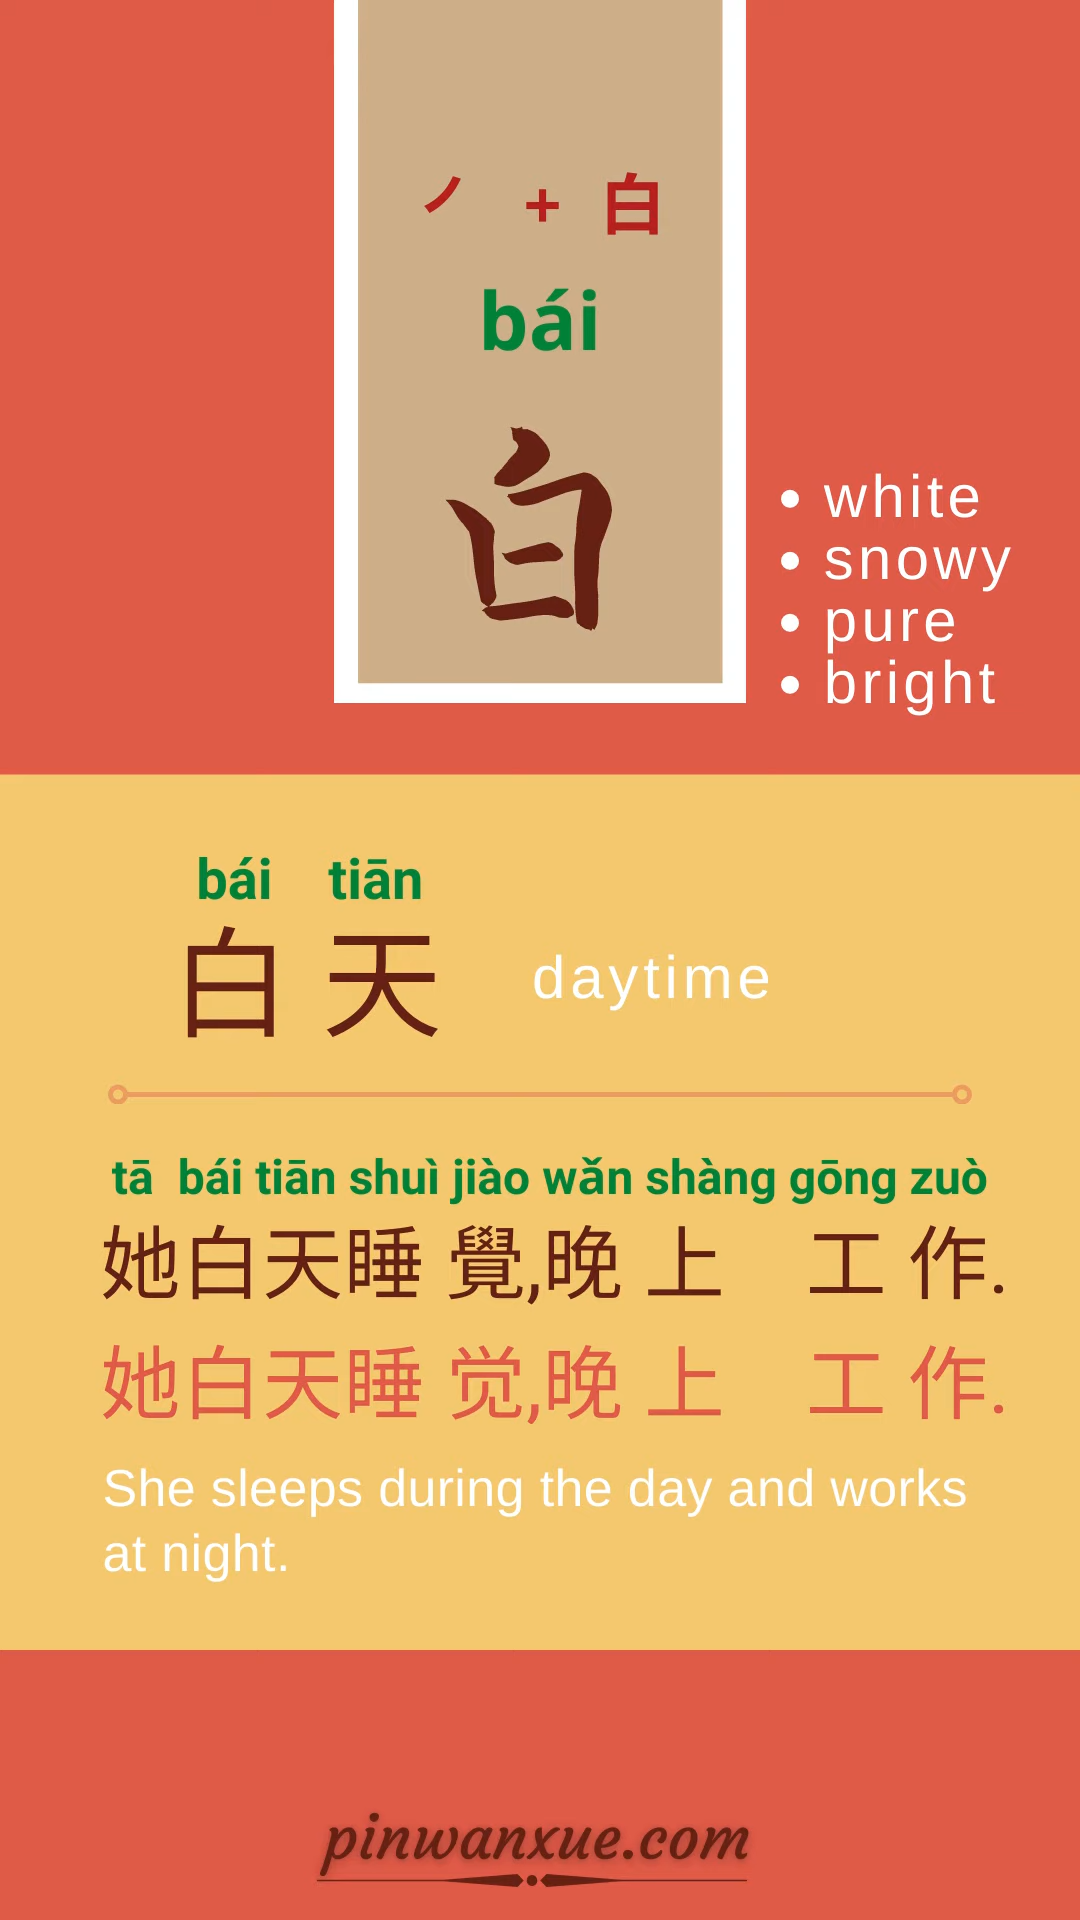 ㇒ + 白
bái
白
• white
• snowy
• pure
• bright
bái tiān
白 天 daytime
tā bái tiān shuì jiào wǎn shàng gōng zuò
她白天睡 覺,晚 上 工 作.
她白天睡 觉,晚 上 工 作.
She sleeps during the day and works
at night.
pinwanxue.com